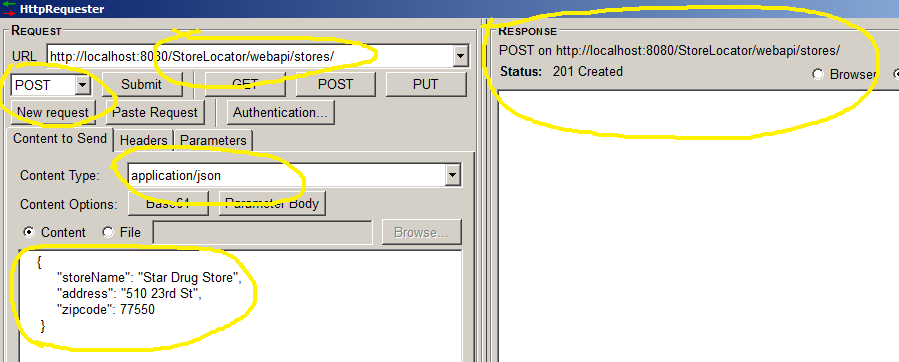 HttpRequester
REQUEST
URL http://localhost:8080/StoreLocator/webapi/stores/
POST Submit GET POST PUT
New request Paste Request Authentication...
Content to Send Headers Parameters
Content Type: application/json
Content Options: Base64 Parameter Body
Content File Browse...
{
"storeName": "Star Drug Store",
"address": "510 23rd St",
"zipcode": 77550
}
RESPONSE
POST on http://localhost:8080/StoreLocator/webapi/stores/
Status: 201 Created
Browser